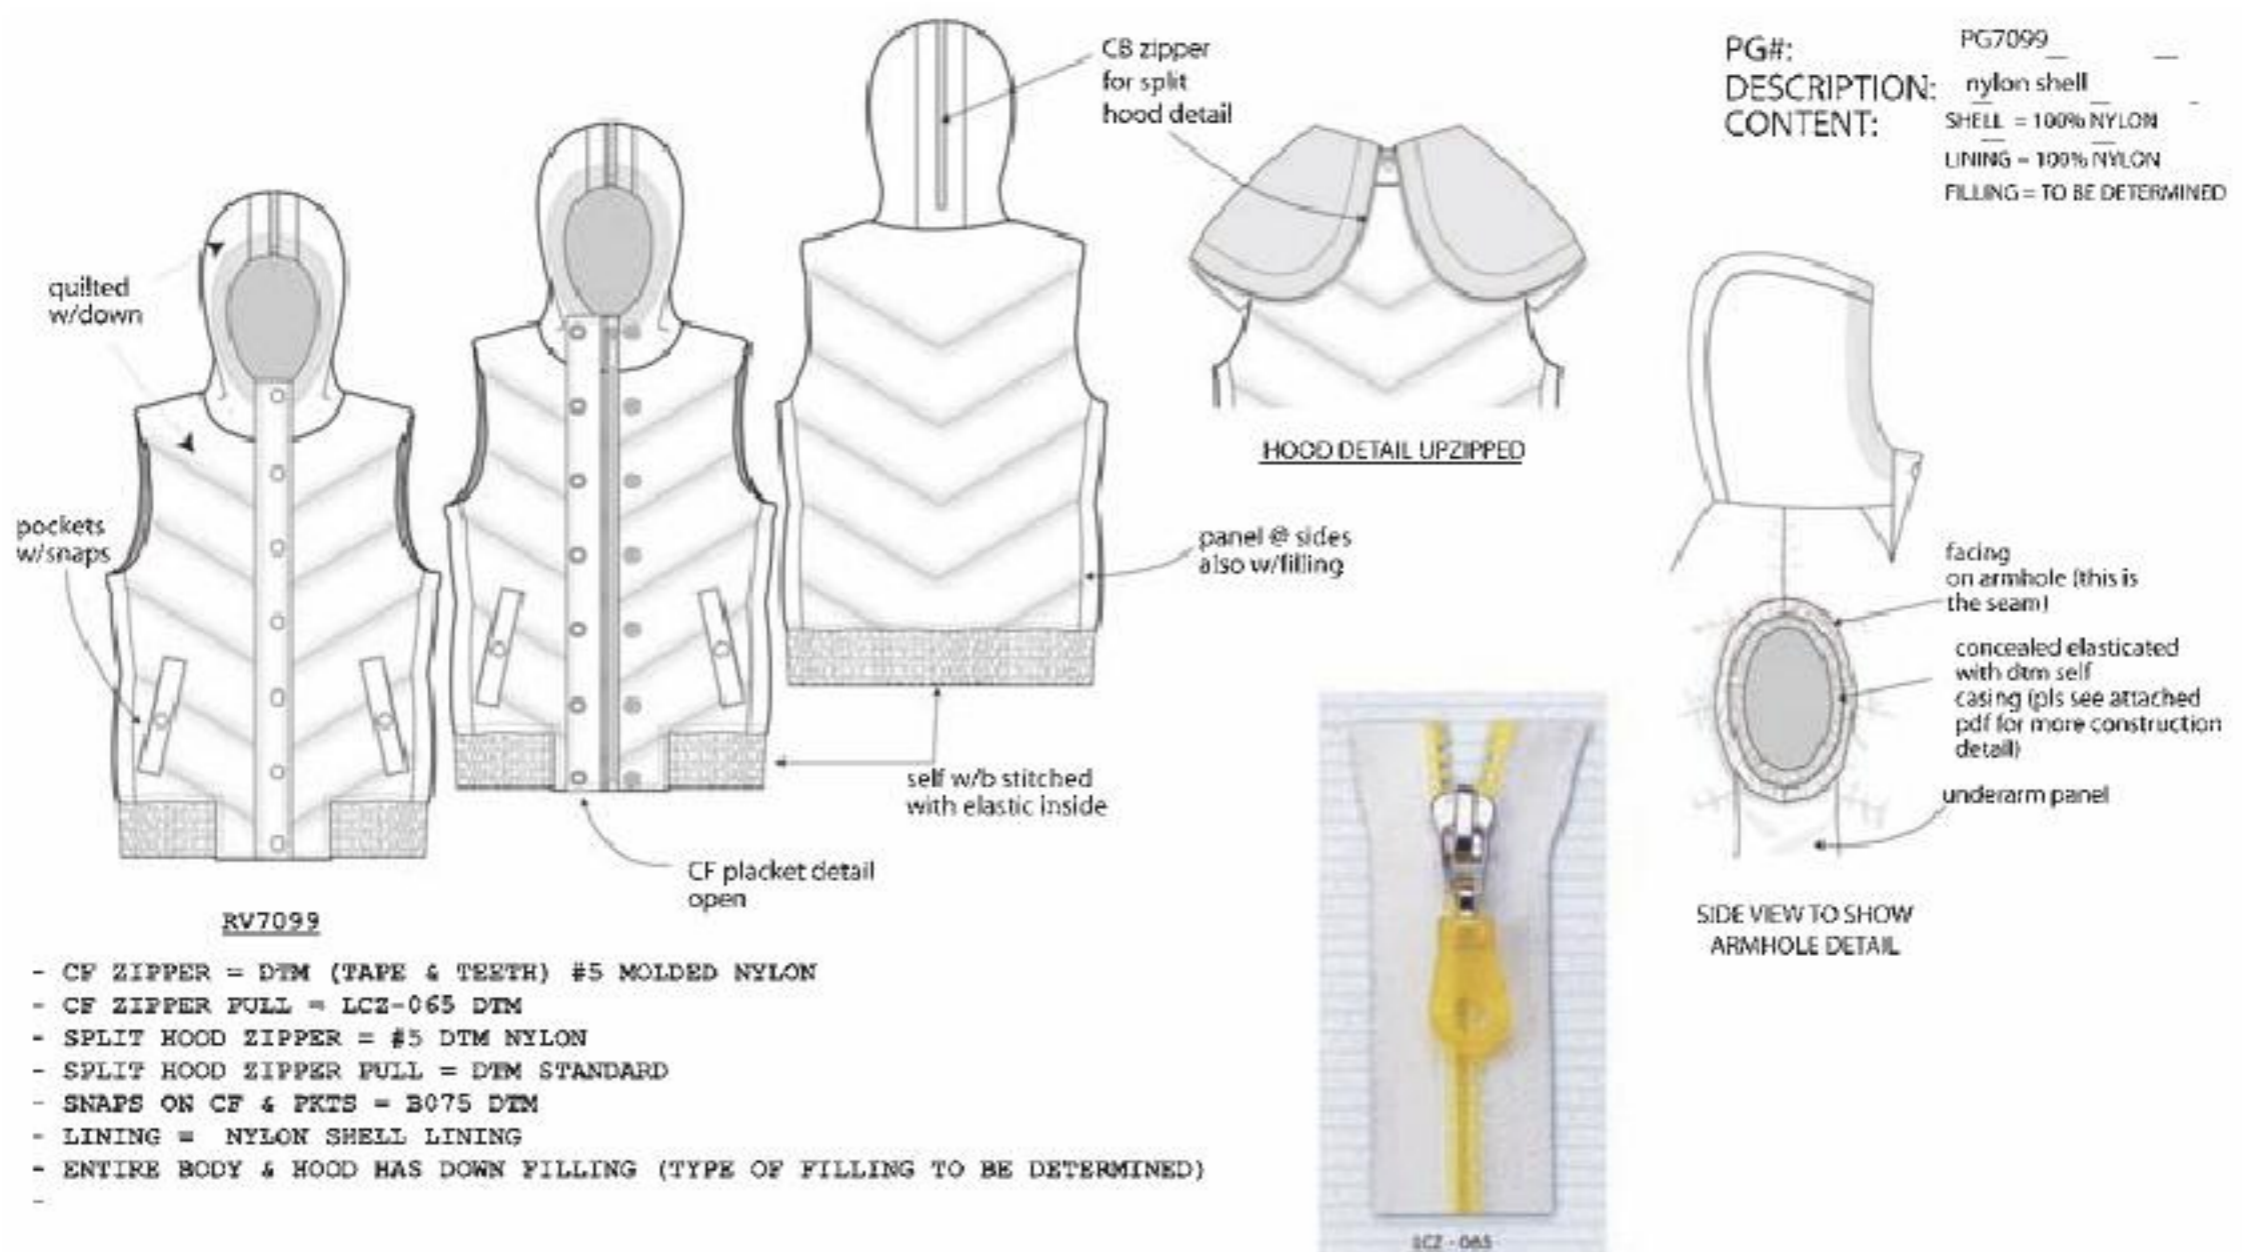 CB zipper
for split
hood detail
PG#: PG7099
DESCRIPTION: nylon shell
CONTENT: SHELL = 100% NYLON
LINING = 100% NYLON
FILLING = TO BE DETERMINED
quilted
w/down
pockets
w/snaps
HOOD DETAIL UPZIPPED
panel @ sides
also w/filling
facing
on armhole (this is
the seam)
concealed elasticated
with dtm self
casing (pls see attached
pdf for more construction
detail)
underarm panel
self w/b stitched
with elastic inside
CF placket detail
open
SIDE VIEW TO SHOW
ARMHOLE DETAIL
RV7099
- CF ZIPPER = DTM (TAPE & TEETH) #5 MOLDED NYLON
- CF ZIPPER PULL = LCZ-065 DTM
- SPLIT HOOD ZIPPER = #5 DTM NYLON
- SPLIT HOOD ZIPPER PULL = DTM STANDARD
- SNAPS ON CF & PKTS = B075 DTM
- LINING = NYLON SHELL LINING
- ENTIRE BODY & HOOD HAS DOWN FILLING (TYPE OF FILLING TO BE DETERMINED)
-
LCZ - 065